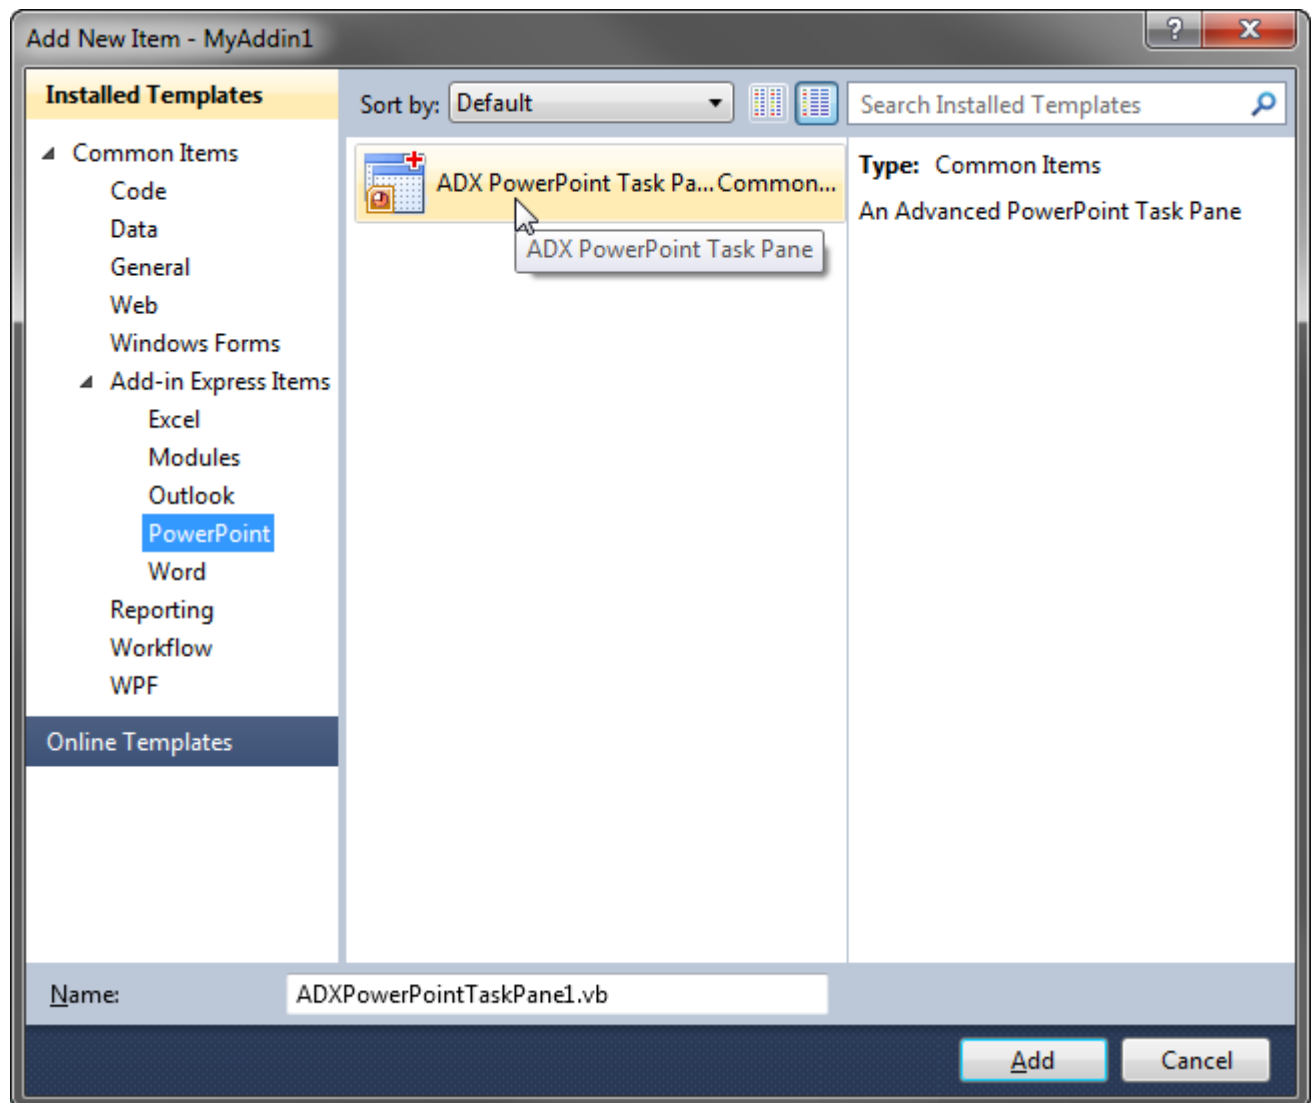 Add New Item - MyAddin1
?
Installed Templates
Sort by: Default
Search Installed Templates
Common Items
Code
Data
General
Web
Windows Forms
Add-in Express Items
Excel
Modules
Outlook
PowerPoint
Word
Reporting
Workflow
WPF
Online Templates
ADX PowerPoint Task Pa... Common...
ADX PowerPoint Task Pane
Type: Common Items
An Advanced PowerPoint Task Pane
Name: ADXPowerPointTaskPane1.vb
Add Cancel